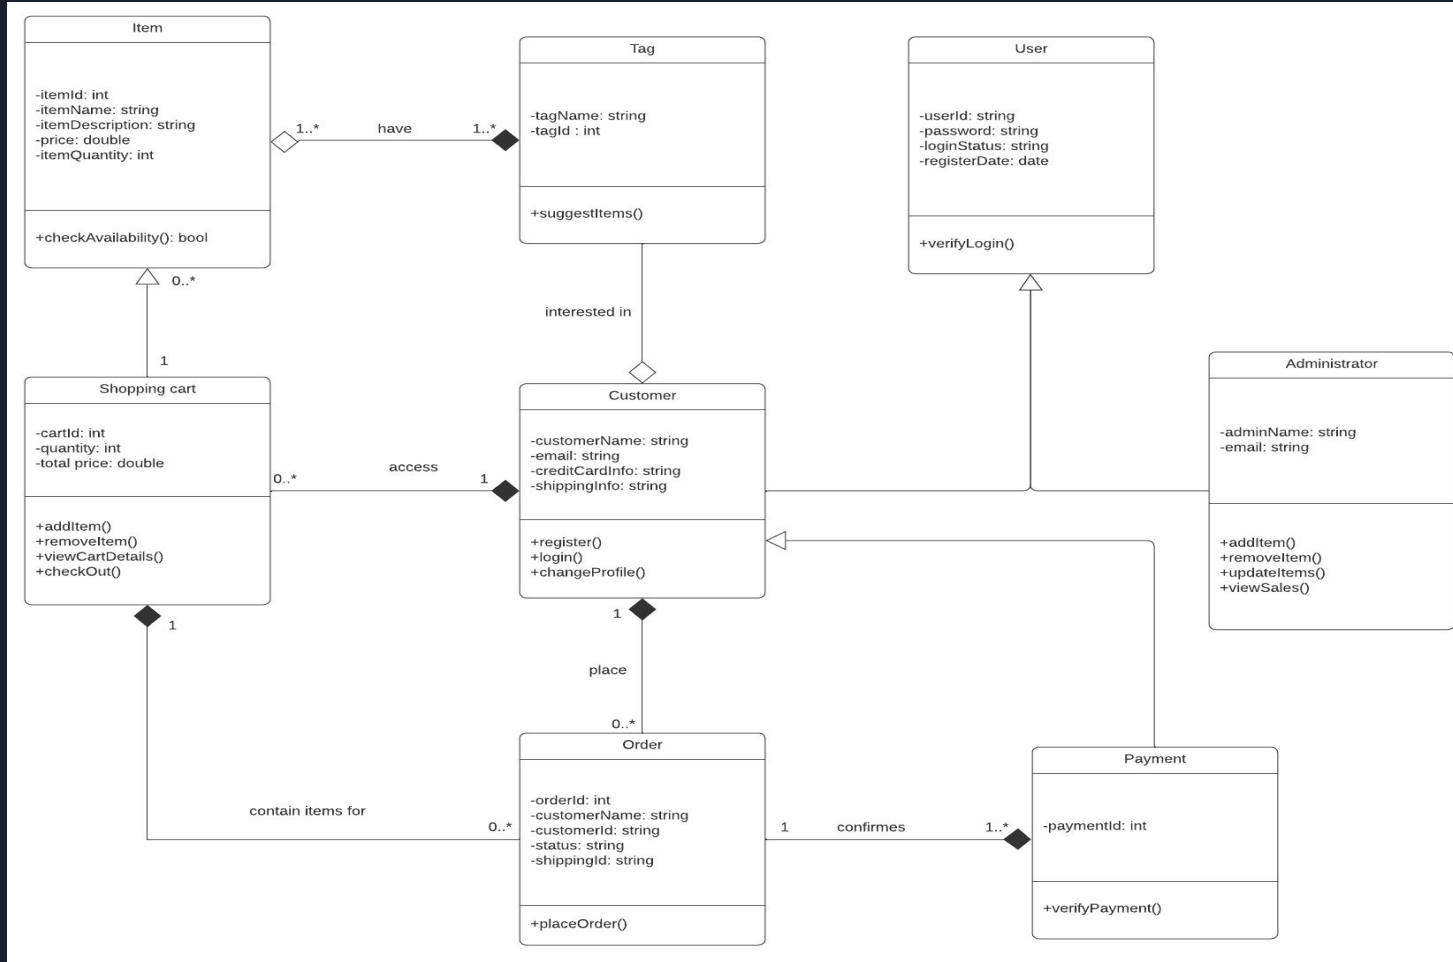 Item
-itemId: int
-itemName: string
-itemDescription: string
-price: double
-itemQuantity: int
+checkAvailability(): bool
1..*
have
1..*
Tag
-tagName: string
-tagId : int
+suggestItems()
User
-userId: string
-password: string
-loginStatus: string
-registerDate: date
+verifyLogin()
0..*
1
interested in
Shopping cart
-cartId: int
-quantity: int
-total price: double
+addItem()
+removeItem()
+viewCartDetails()
+checkOut()
0..*
access
1
Customer
-customerName: string
-email: string
-creditCardInfo: string
-shippingInfo: string
+register()
+login()
+changeProfile()
Administrator
-adminName: string
-email: string
+addItem()
+removeItem()
+updateItems()
+viewSales()
1
1
place
0..*
contain items for
0..*
Order
-orderId: int
-customerName: string
-customerId: string
-status: string
-shippingId: string
+placeOrder()
1
confirmes
1..*
Payment
-paymentId: int
+verifyPayment()